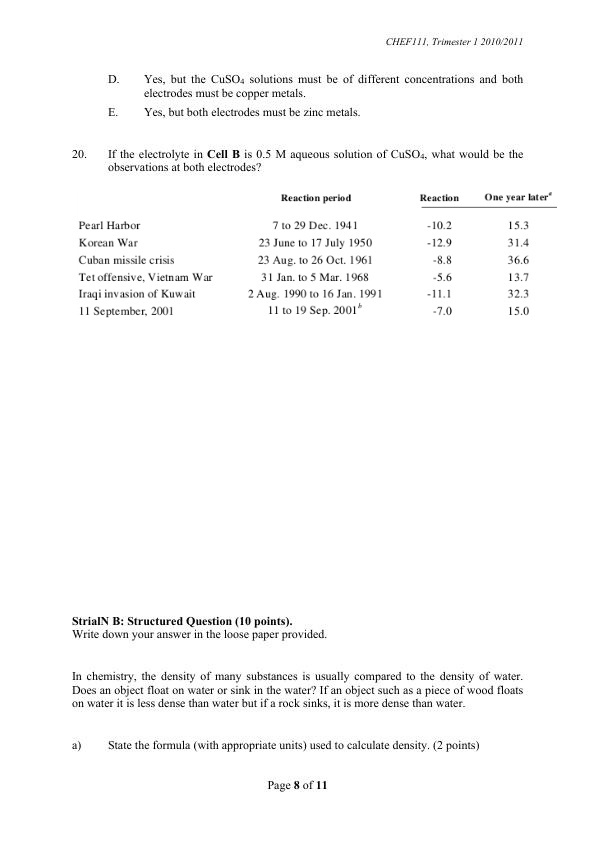 CHEF111, Trimester 1 2010/2011
D. Yes, but the CuSO₄ solutions must be of different concentrations and both
electrodes must be copper metals.
E. Yes, but both electrodes must be zinc metals.
20. If the electrolyte in Cell B is 0.5 M aqueous solution of CuSO₄, what would be the
observations at both electrodes?
Reaction period Reaction One year laterᵃ
Pearl Harbor 7 to 29 Dec. 1941 -10.2 15.3
Korean War 23 June to 17 July 1950 -12.9 31.4
Cuban missile crisis 23 Aug. to 26 Oct. 1961 -8.8 36.6
Tet offensive, Vietnam War 31 Jan. to 5 Mar. 1968 -5.6 13.7
Iraqi invasion of Kuwait 2 Aug. 1990 to 16 Jan. 1991 -11.1 32.3
11 September, 2001 11 to 19 Sep. 2001ᵇ -7.0 15.0
StrialN B: Structured Question (10 points).
Write down your answer in the loose paper provided.
In chemistry, the density of many substances is usually compared to the density of water.
Does an object float on water or sink in the water? If an object such as a piece of wood floats
on water it is less dense than water but if a rock sinks, it is more dense than water.
a) State the formula (with appropriate units) used to calculate density. (2 points)
Page 8 of 11